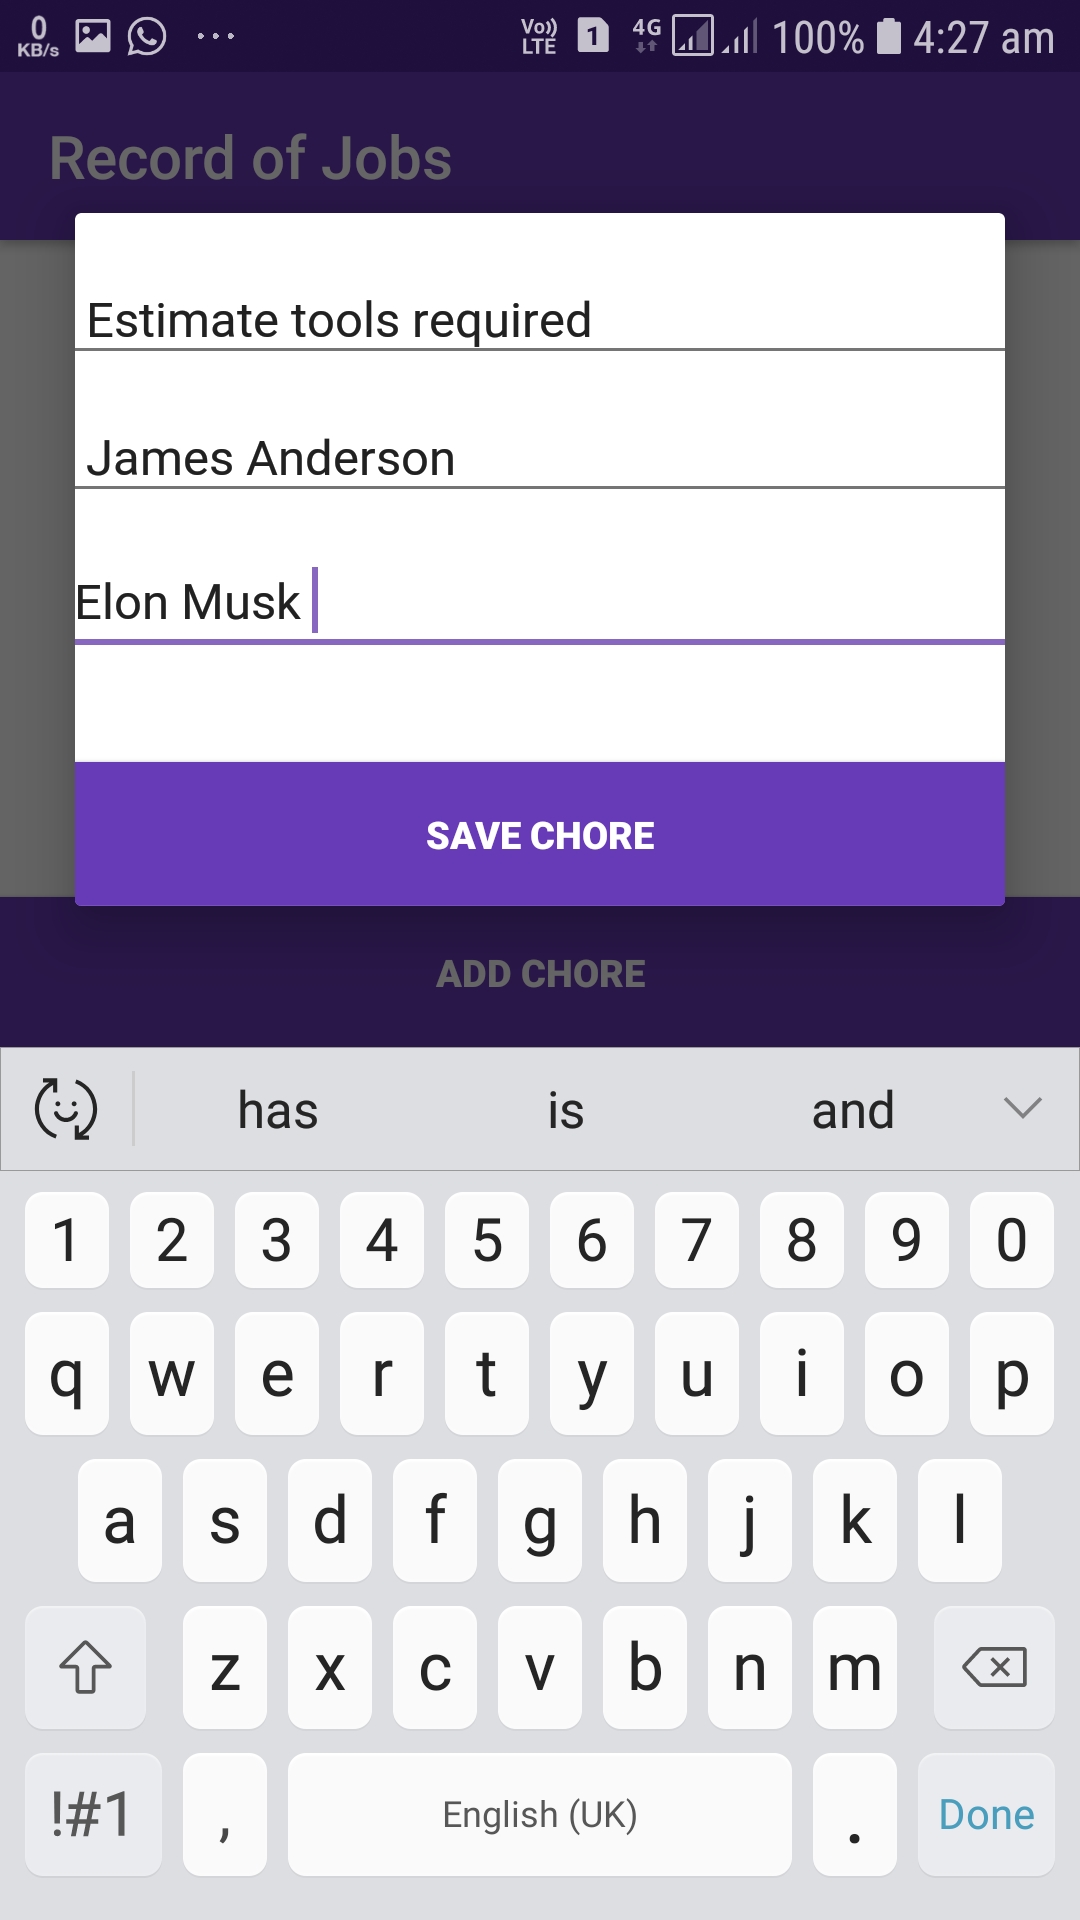 0 KB/s ... Vo)) LTE 1 4G 100% 4:27 am
Record of Jobs
Estimate tools required
James Anderson
Elon Musk
SAVE CHORE
ADD CHORE
has is and
1 2 3 4 5 6 7 8 9 0
q w e r t y u i o p
a s d f g h j k l
z x c v b n m
!#1 , English (UK) . Done